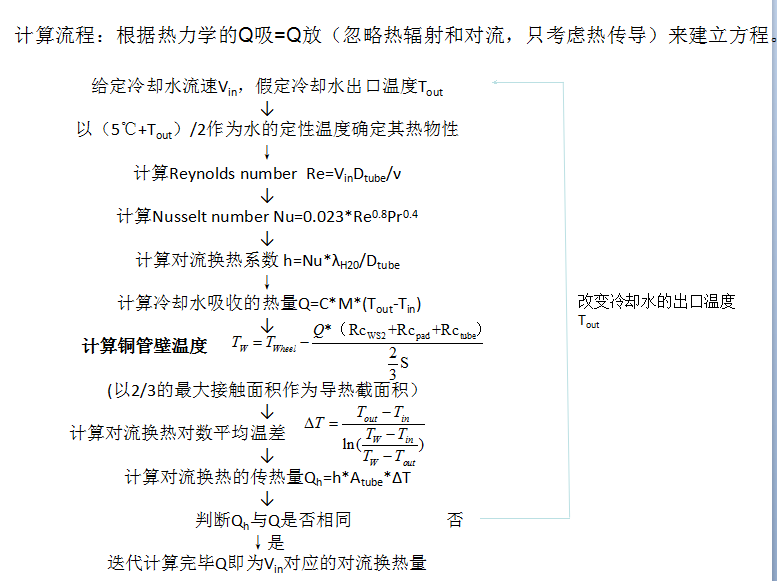 计算流程：根据热力学的Q吸=Q放（忽略热辐射和对流，只考虑热传导）来建立方程。
给定冷却水流速Vin，假定冷却水出口温度Tout
↓
以（5℃+Tout）/2作为水的定性温度确定其热物性
↓
计算Reynolds number Re=VinDtube/ν
↓
计算Nusselt number Nu=0.023*Re0.8Pr0.4
↓
计算对流换热系数 h=Nu*λH20/Dtube
↓
计算冷却水吸收的热量Q=C*M*(Tout-Tin)
↓
计算铜管壁温度 TW = TWheel − Q*（RcWS2+Rcpad+Rctube） / 2/3 S
(以2/3的最大接触面积作为导热截面积）
↓
计算对流换热对数平均温差 ΔT = Tout − Tin / ln(TW − Tin / TW − Tout)
↓
计算对流换热的传热量Qh=h*Atube*ΔT
↓
判断Qh与Q是否相同 否
↓是
迭代计算完毕Q即为Vin对应的对流换热量
改变冷却水的出口温度
Tout